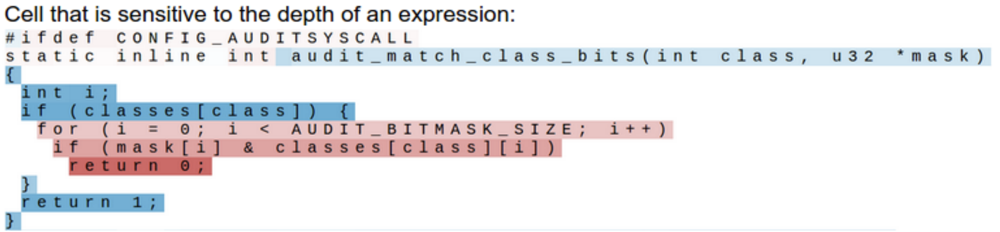 Cell that is sensitive to the depth of an expression:
#ifdef CONFIG_AUDITSYSCALL
static inline int audit_match_class_bits(int class, u32 *mask)
{
int i;
if (classes[class]) {
for (i = 0; i < AUDIT_BITMASK_SIZE; i++)
if (mask[i] & classes[class][i])
return 0;
}
return 1;
}